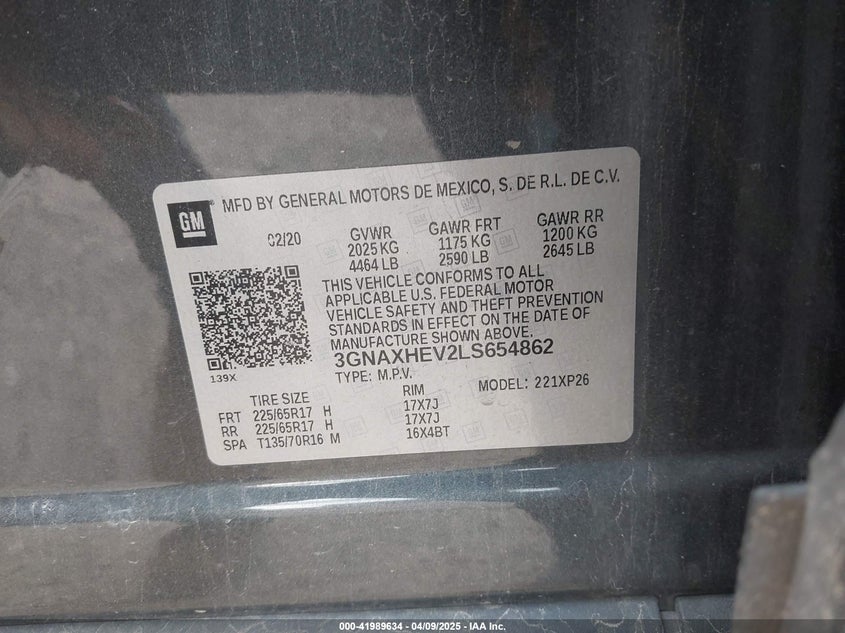 MFD BY GENERAL MOTORS DE MEXICO, S. DE R.L. DE C.V.
GM
02/20 GVWR GAWR FRT GAWR RR
2025 KG 1175 KG 1200 KG
4464 LB 2590 LB 2645 LB
THIS VEHICLE CONFORMS TO ALL
APPLICABLE U.S. FEDERAL MOTOR
VEHICLE SAFETY AND THEFT PREVENTION
STANDARDS IN EFFECT ON THE DATE OF
MANUFACTURE SHOWN ABOVE.
3GNAXHEV2LS654862
139X
TYPE: M.P.V. MODEL: 221XP26
TIRE SIZE RIM
FRT 225/65R17 H 17X7J
RR 225/65R17 H 17X7J
SPA T135/70R16 M 16X4BT
000-41989634 - 04/09/2025 - IAA Inc.